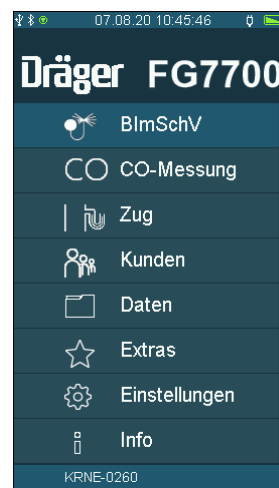 07.08.20 10:45:46
Dräger FG7700
BImSchV
CO CO-Messung
Zug
Kunden
Daten
Extras
Einstellungen
Info
KRNE-0260